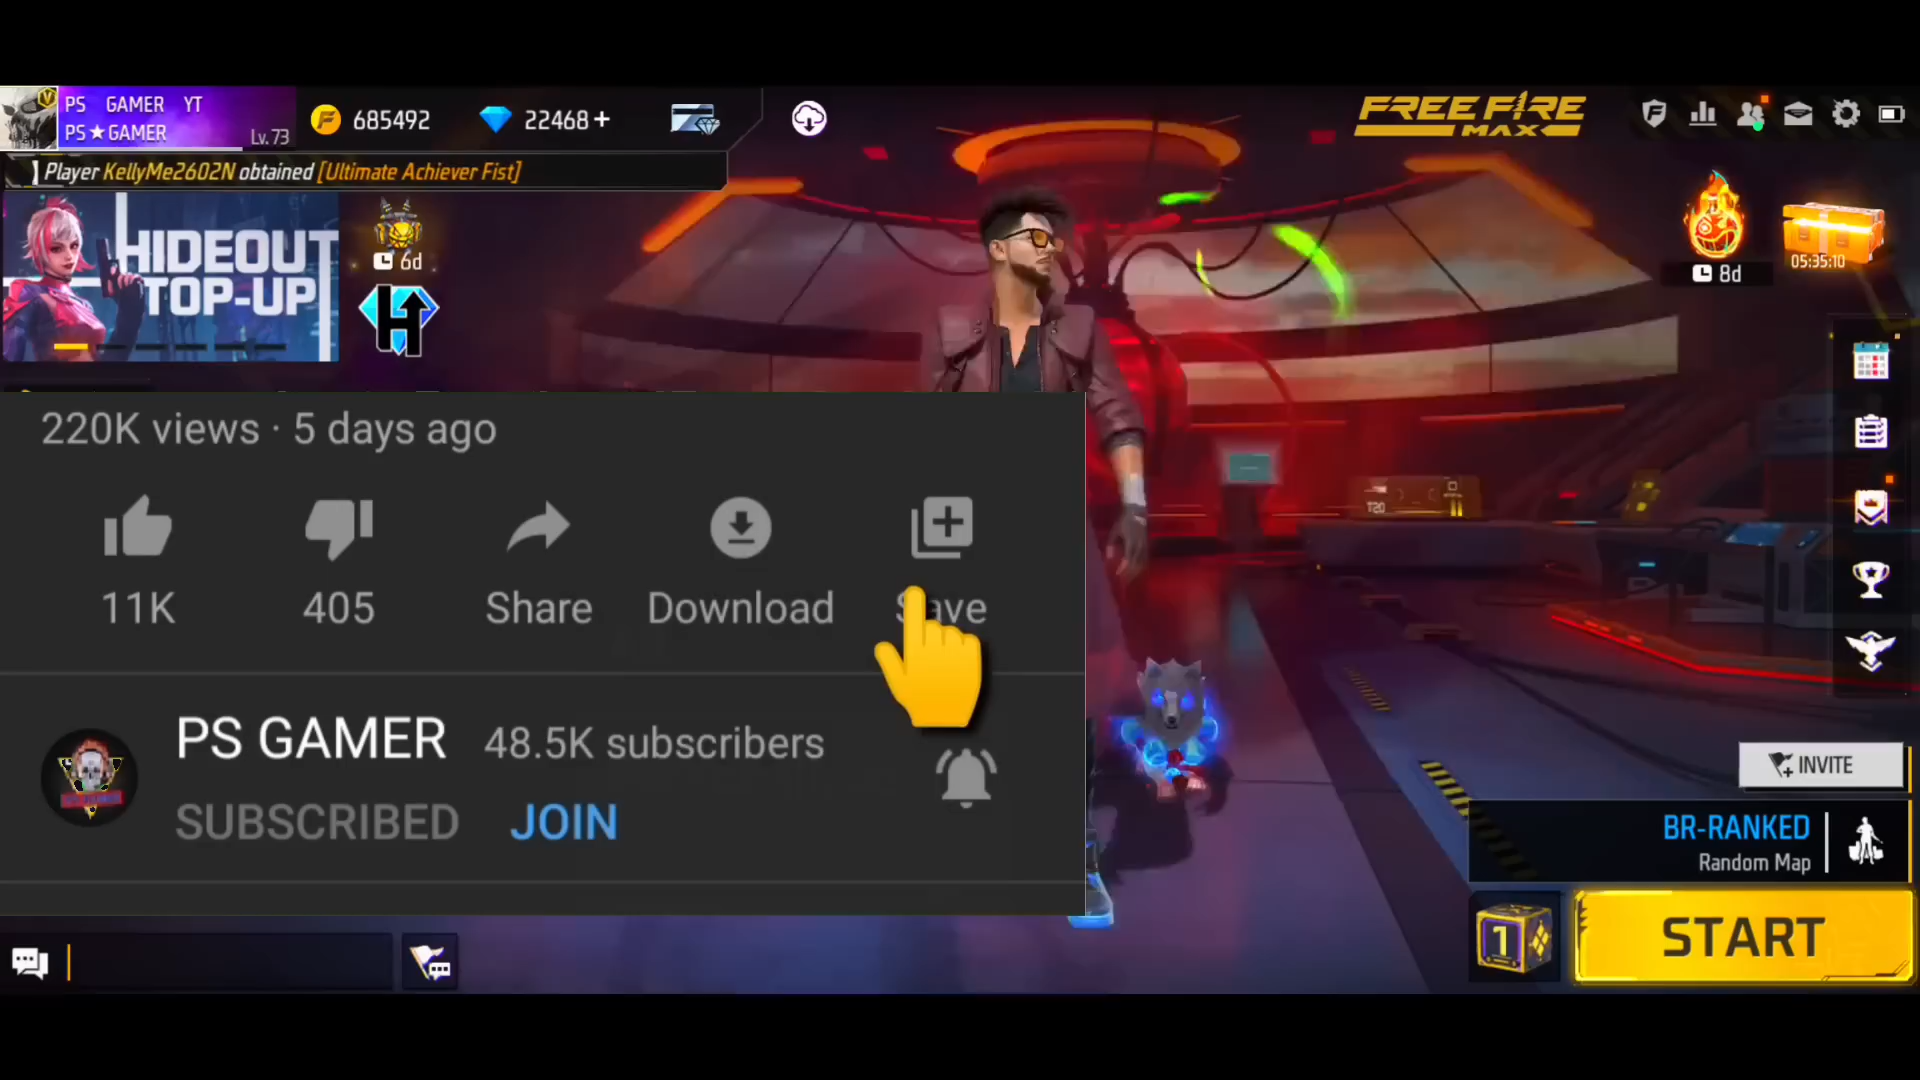 PS GAMER YT
PS★GAMER
Lv.73
685492
22468+
FREE FIRE
MAX
Player KellyMe2602N obtained [Ultimate Achiever Fist]
HIDEOUT
TOP-UP
6d
H
8d
05:35:10
220K views · 5 days ago
11K
405
Share
Download
Save
PS GAMER
48.5K subscribers
SUBSCRIBED
JOIN
INVITE
BR-RANKED
Random Map
1
START